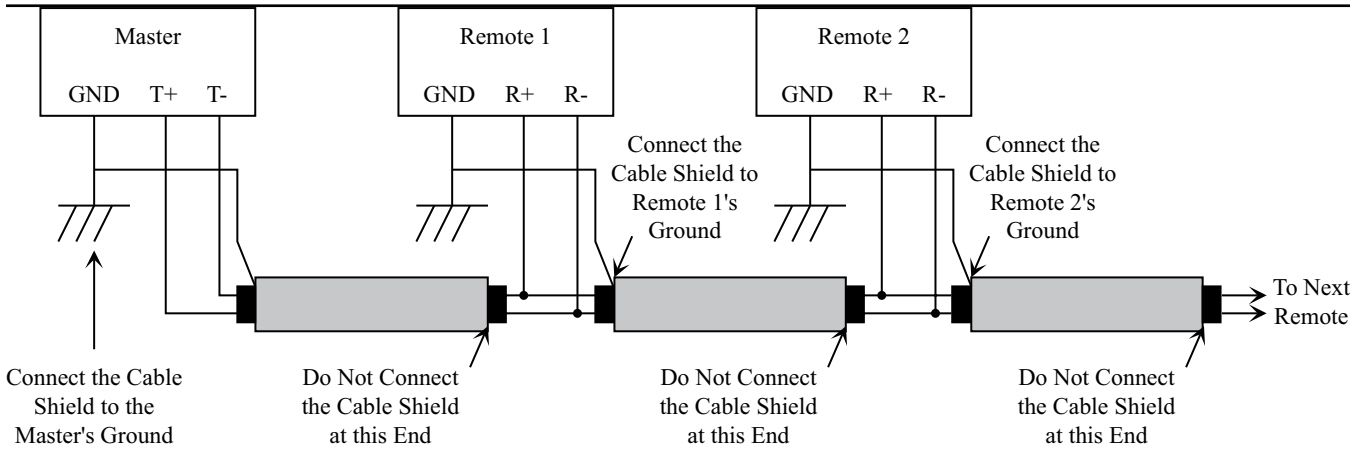 Master
Remote 1
Remote 2
GND T+ T-
GND R+ R-
GND R+ R-
Connect the
Cable Shield to
Remote 1's
Ground
Connect the
Cable Shield to
Remote 2's
Ground
To Next
Remote
Connect the Cable
Shield to the
Master's Ground
Do Not Connect
the Cable Shield
at this End
Do Not Connect
the Cable Shield
at this End
Do Not Connect
the Cable Shield
at this End